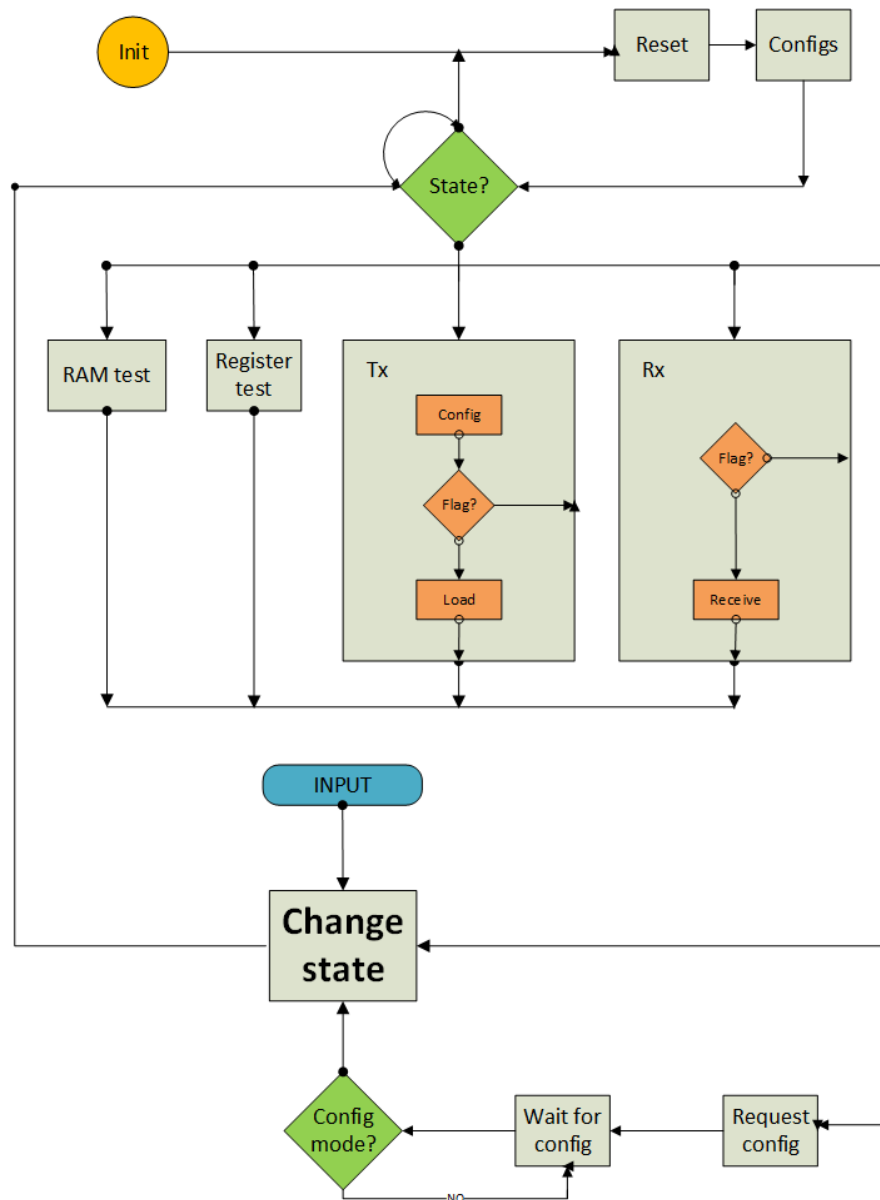 Init
Reset
Configs
State?
RAM test
Register
test
Tx
Config
Flag?
Load
Rx
Flag?
Receive
INPUT
Change
state
Config
mode?
Wait for
config
Request
config
NO